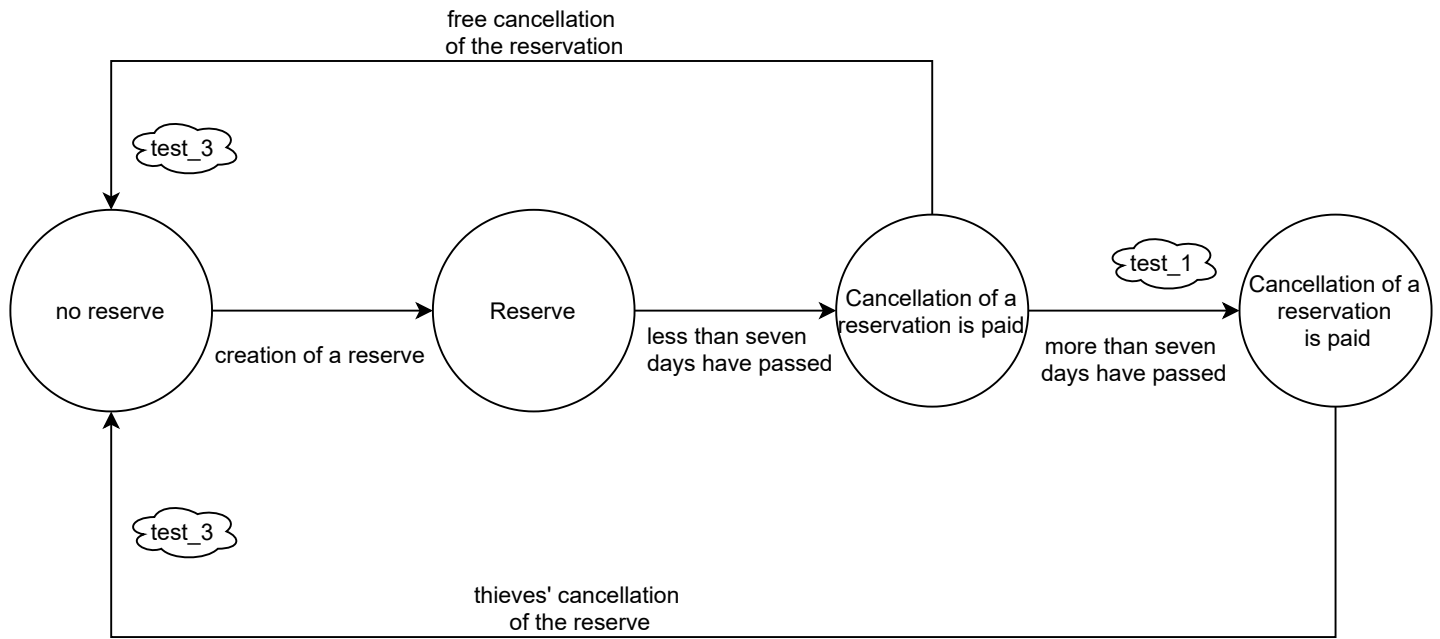 free cancellation
of the reservation
test_3
test_1
no reserve
Reserve
Cancellation of a
reservation is paid
Cancellation of a
reservation
is paid
creation of a reserve
less than seven
days have passed
more than seven
days have passed
test_3
thieves' cancellation
of the reserve